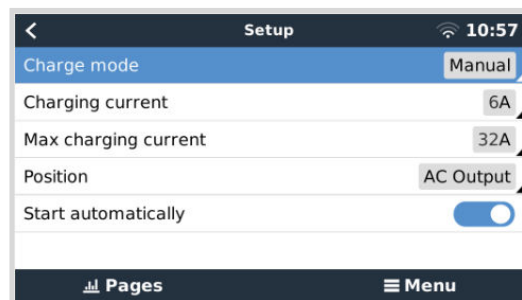 Setup 10:57
Charge mode Manual
Charging current 6A
Max charging current 32A
Position AC Output
Start automatically
Pages Menu